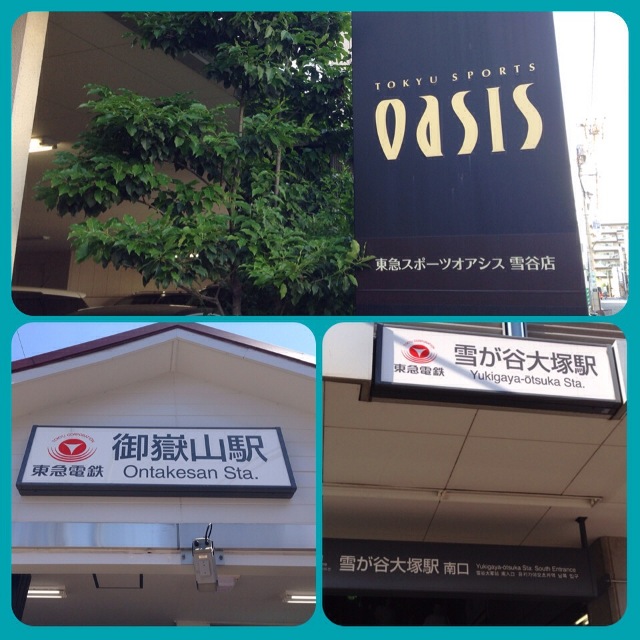 TOKYU SPORTS
OASIS
東急スポーツオアシス 雪谷店
TOKYU CORPORATION
東急電鉄
御嶽山駅
Ontakesan Sta.
東急電鉄
雪が谷大塚駅
Yukigaya-ōtsuka Sta.
雪が谷大塚駅 南口
Yukigaya-ōtsuka Sta. South Entrance